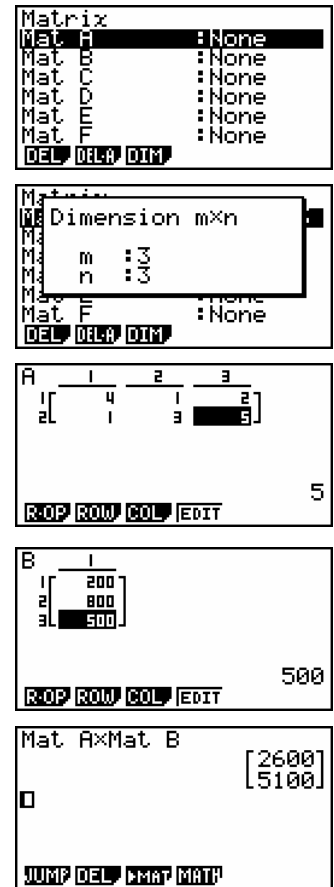 Matrix
Mat A :None
Mat B :None
Mat C :None
Mat D :None
Mat E :None
Mat F :None
DEL DEL·A DIM
Dimension m×n
m :3
n :3
Mat F :None
DEL DEL·A DIM
A 1 2 3
1 4 1 2
2 1 3 5
5
R·OP ROW COL EDIT
B 1
1 200
2 800
3 500
500
R·OP ROW COL EDIT
Mat A×Mat B
[2600]
[5100]
JUMP DEL ►MAT MATH